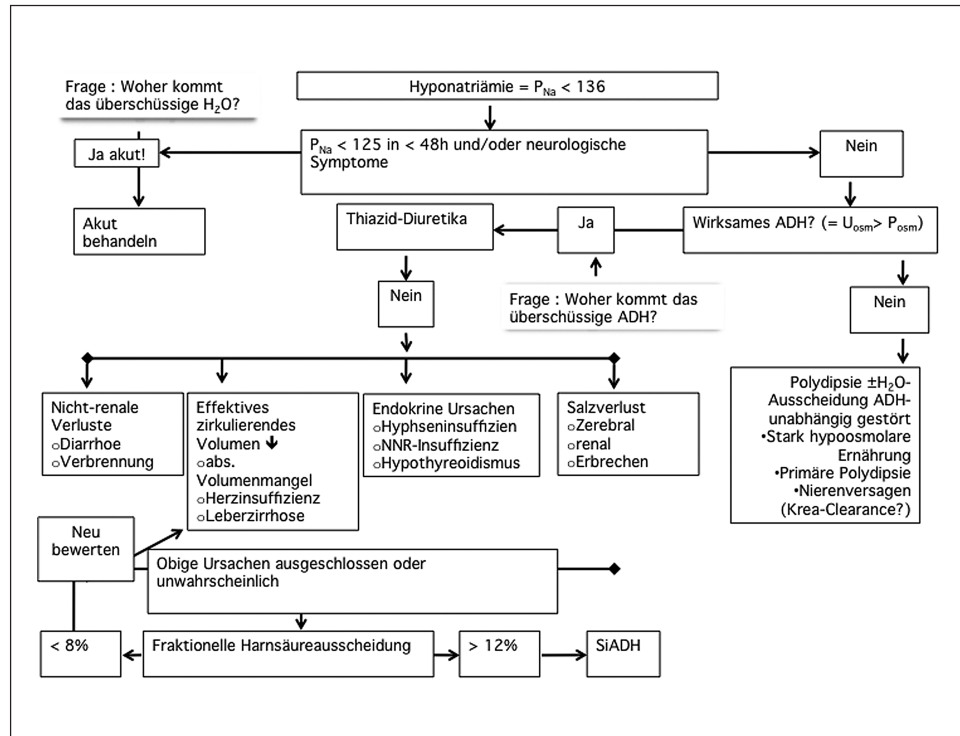 Frage : Woher kommt
das überschüssige H₂O?
Hyponatriämie = P_Na < 136
Ja akut!
P_Na < 125 in < 48h und/oder neurologische
Symptome
Nein
Akut
behandeln
Thiazid-Diuretika
Ja
Wirksames ADH? (= U_osm> P_osm)
Nein
Frage : Woher kommt das
überschüssige ADH?
Nein
Nicht-renale
Verluste
○Diarrhoe
○Verbrennung
Effektives
zirkulierendes
Volumen ↓
○abs.
Volumenmangel
○Herzinsuffizienz
○Leberzirrhose
Endokrine Ursachen
○Hyphseninsuffizien
○NNR-Insuffizienz
○Hypothyreoidismus
Salzverlust
○Zerebral
○renal
○Erbrechen
Polydipsie ±H₂O-
Ausscheidung ADH-
unabhängig gestört
•Stark hypoosmolare
Ernährung
•Primäre Polydipsie
•Nierenversagen
(Krea-Clearance?)
Neu
bewerten
Obige Ursachen ausgeschlossen oder
unwahrscheinlich
< 8%
Fraktionelle Harnsäureausscheidung
> 12%
SiADH